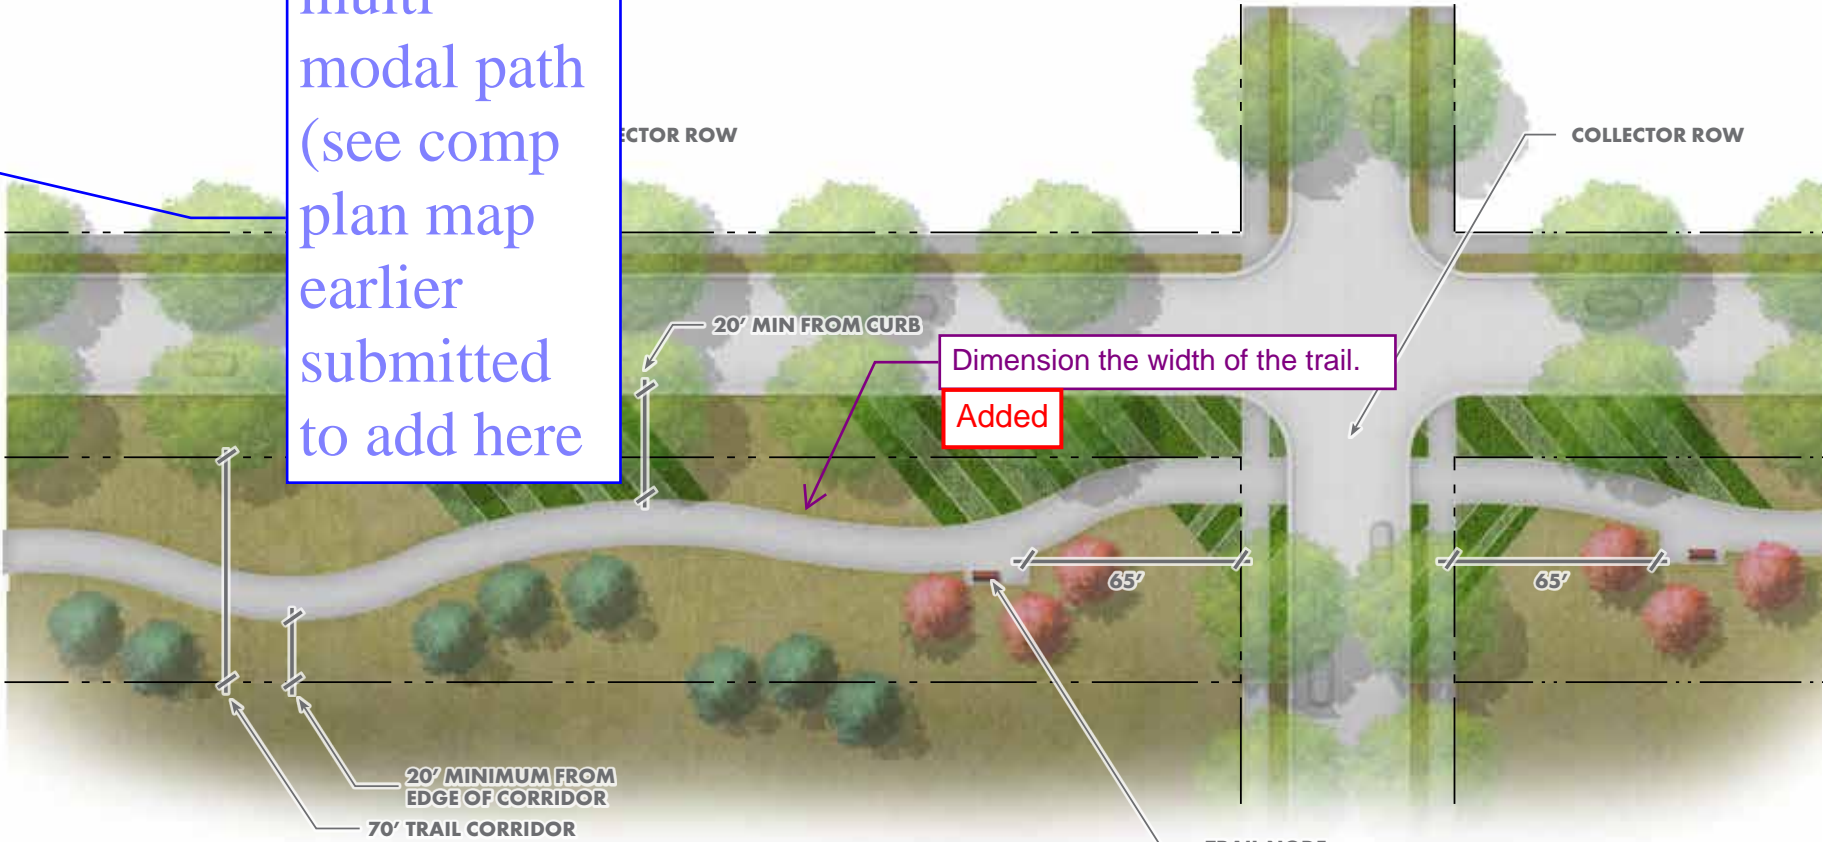 multi
modal path
(see comp
plan map
earlier
submitted
to add here
ECTOR ROW
COLLECTOR ROW
20' MIN FROM CURB
Dimension the width of the trail.
Added
65'
65'
20' MINIMUM FROM
EDGE OF CORRIDOR
70' TRAIL CORRIDOR